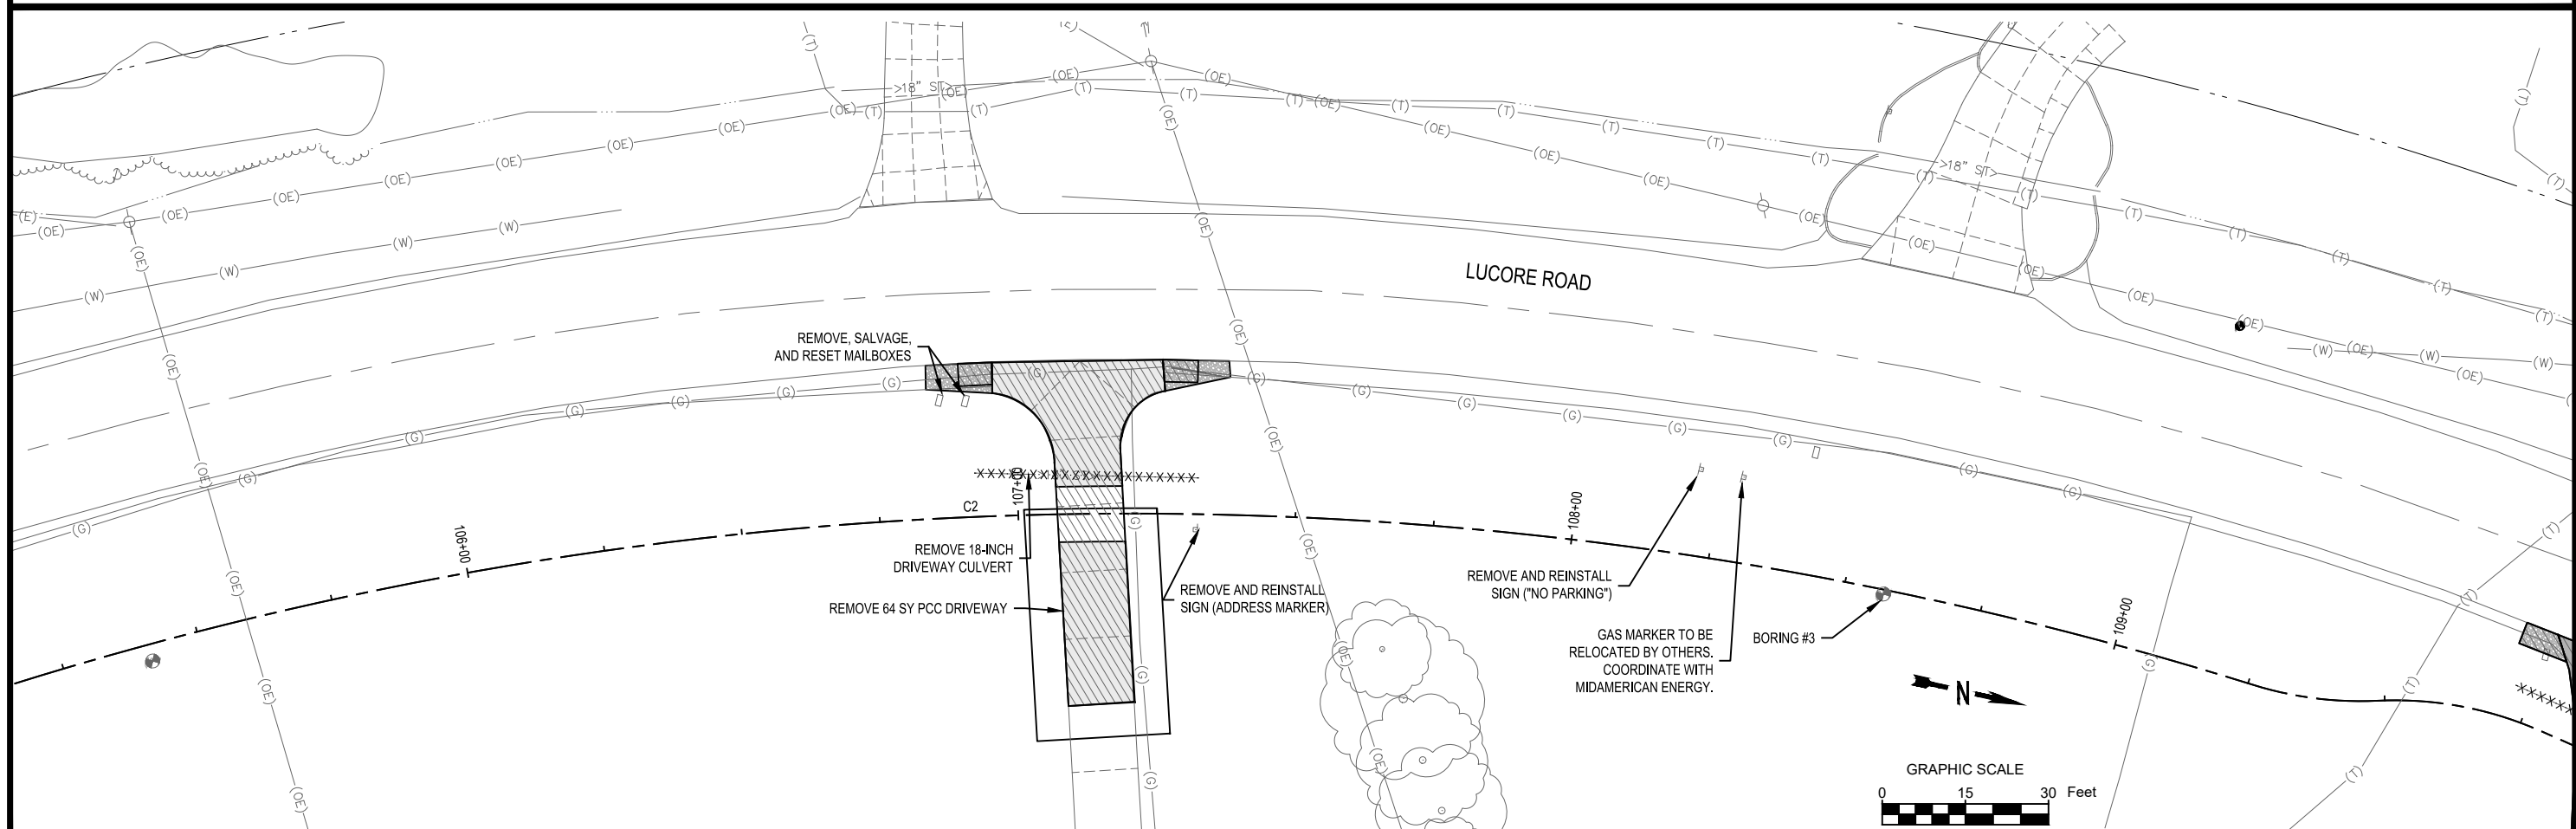 >18" ST>
>18" ST>
LUCORE ROAD
REMOVE, SALVAGE,
AND RESET MAILBOXES
106+00
107+00
108+00
109+00
C2
REMOVE 18-INCH
DRIVEWAY CULVERT
REMOVE 64 SY PCC DRIVEWAY
REMOVE AND REINSTALL
SIGN (ADDRESS MARKER)
REMOVE AND REINSTALL
SIGN ("NO PARKING")
GAS MARKER TO BE
RELOCATED BY OTHERS.
COORDINATE WITH
MIDAMERICAN ENERGY.
BORING #3
N
GRAPHIC SCALE
0 15 30 Feet
(OE)
(T)
(W)
(G)
(E)